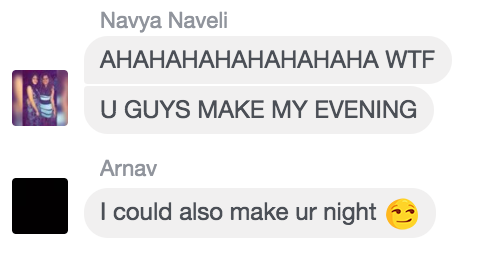 Navya Naveli
AHAHAHAHAHAHAHAHA WTF
U GUYS MAKE MY EVENING
Arnav
I could also make ur night 😏